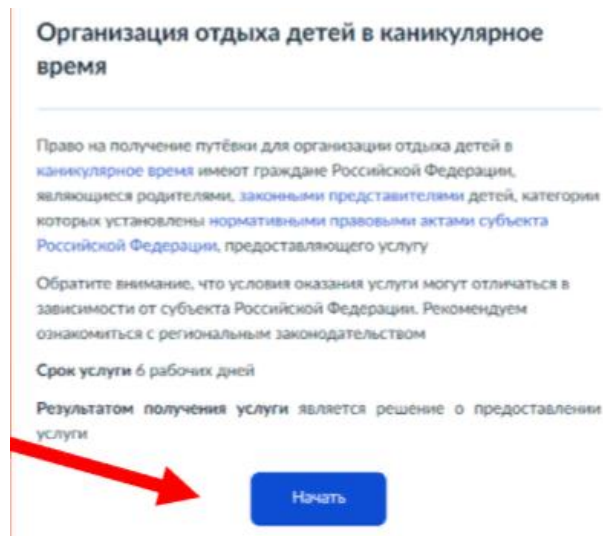 Организация отдыха детей в каникулярное
время
Право на получение путёвки для организации отдыха детей в
каникулярное время имеют граждане Российской Федерации,
являющиеся родителями, законными представителями детей, категории
которых установлены нормативными правовыми актами субъекта
Российской Федерации, предоставляющего услугу
Обратите внимание, что условия оказания услуги могут отличаться в
зависимости от субъекта Российской Федерации. Рекомендуем
ознакомиться с региональным законодательством
Срок услуги 6 рабочих дней
Результатом получения услуги является решение о предоставлении
услуги
Начать